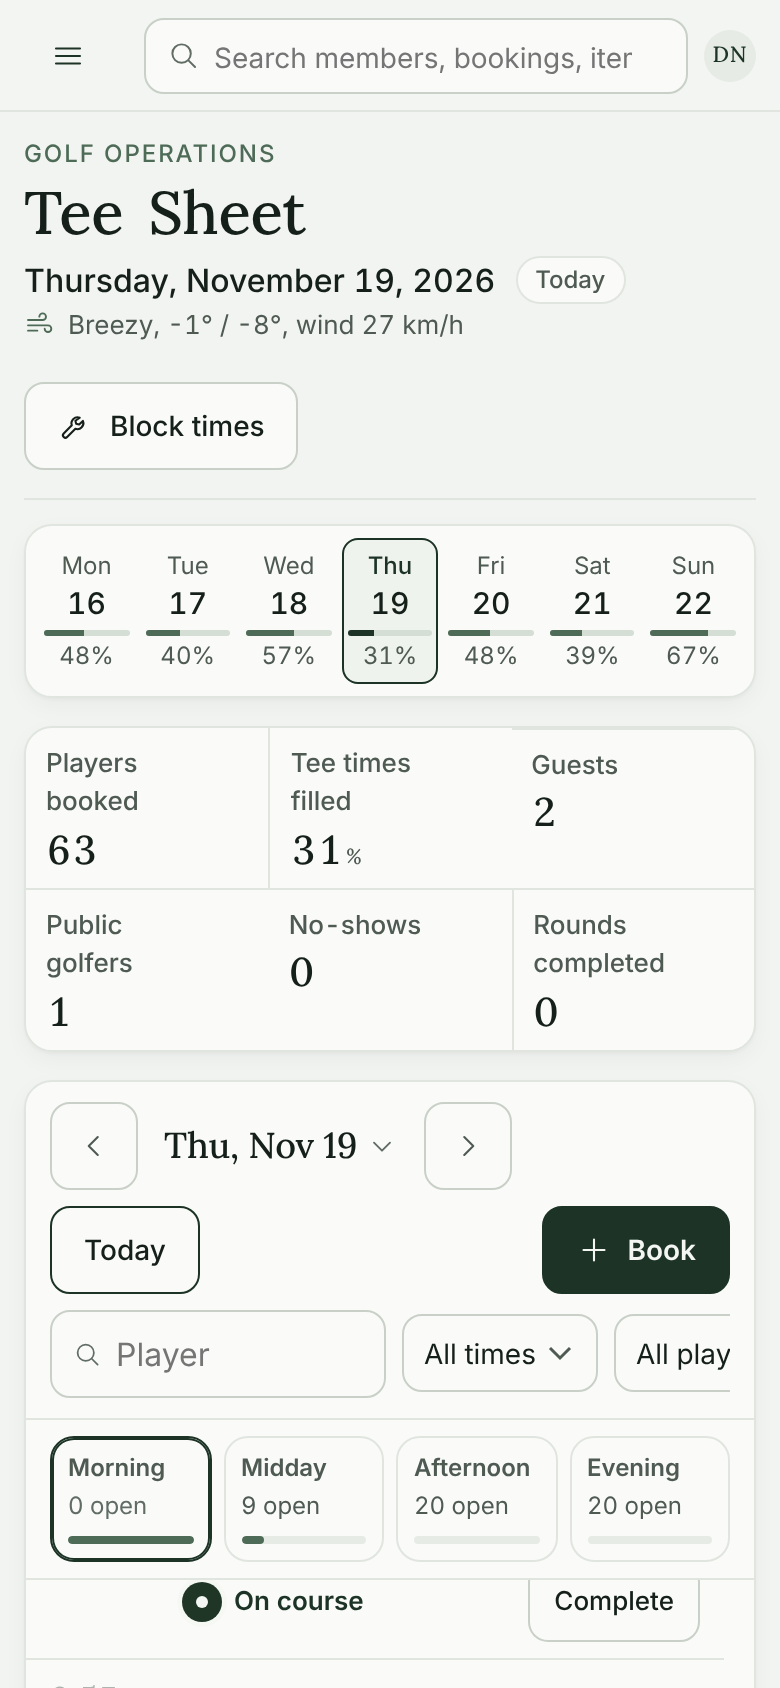 Search members, bookings, iter
DN
GOLF OPERATIONS
Tee Sheet
Thursday, November 19, 2026 Today
Breezy, -1° / -8°, wind 27 km/h
Block times
Mon Tue Wed Thu Fri Sat Sun
16 17 18 19 20 21 22
48% 40% 57% 31% 48% 39% 67%
Players booked
63
Tee times filled
31%
Guests
2
Public golfers
1
No-shows
0
Rounds completed
0
Thu, Nov 19
Today
+ Book
Player
All times
All play
Morning
0 open
Midday
9 open
Afternoon
20 open
Evening
20 open
On course
Complete